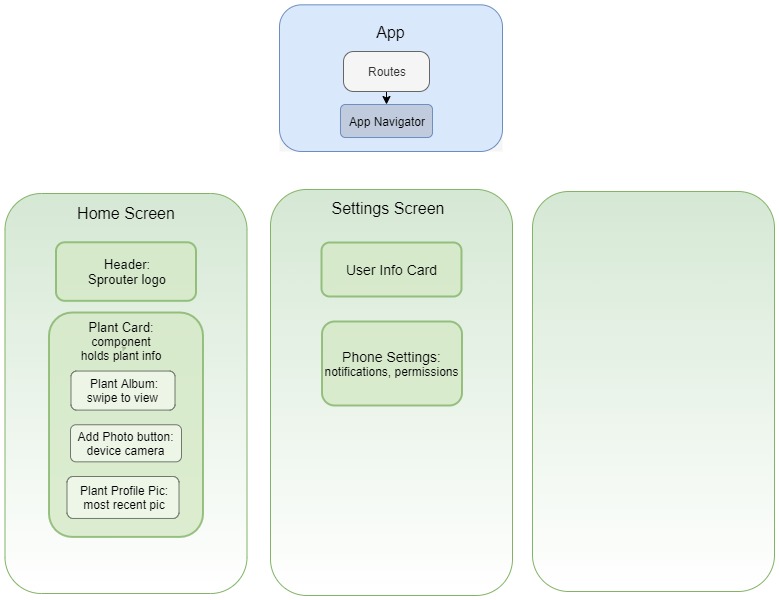 App
Routes
App Navigator
Home Screen
Header:
Sprouter logo
Plant Card:
component
holds plant info
Plant Album:
swipe to view
Add Photo button:
device camera
Plant Profile Pic:
most recent pic
Settings Screen
User Info Card
Phone Settings:
notifications, permissions